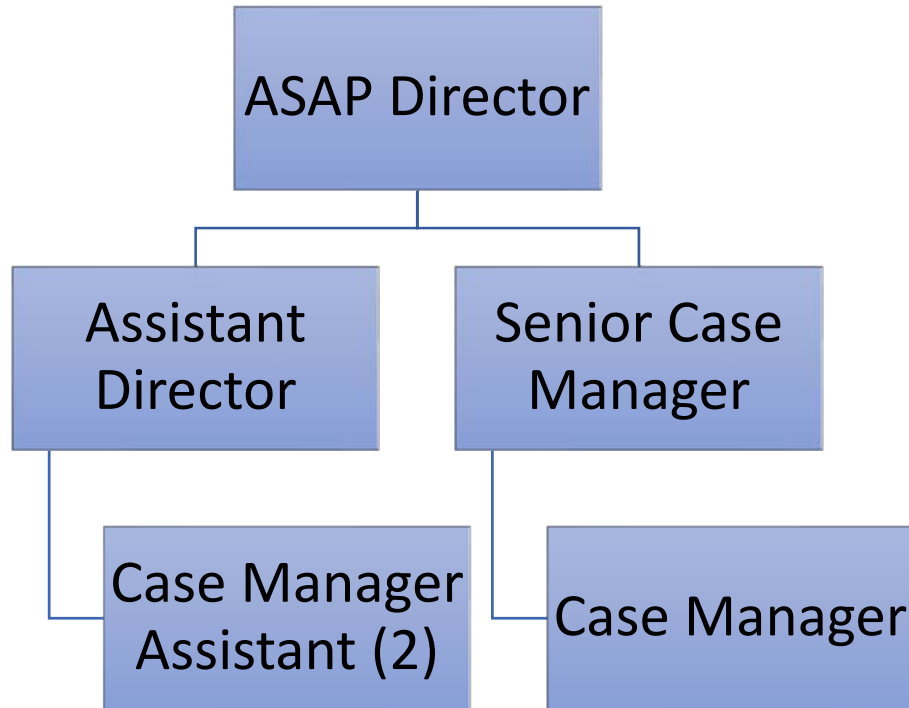 ASAP Director
Assistant
Director
Senior Case
Manager
Case Manager
Assistant (2)
Case Manager